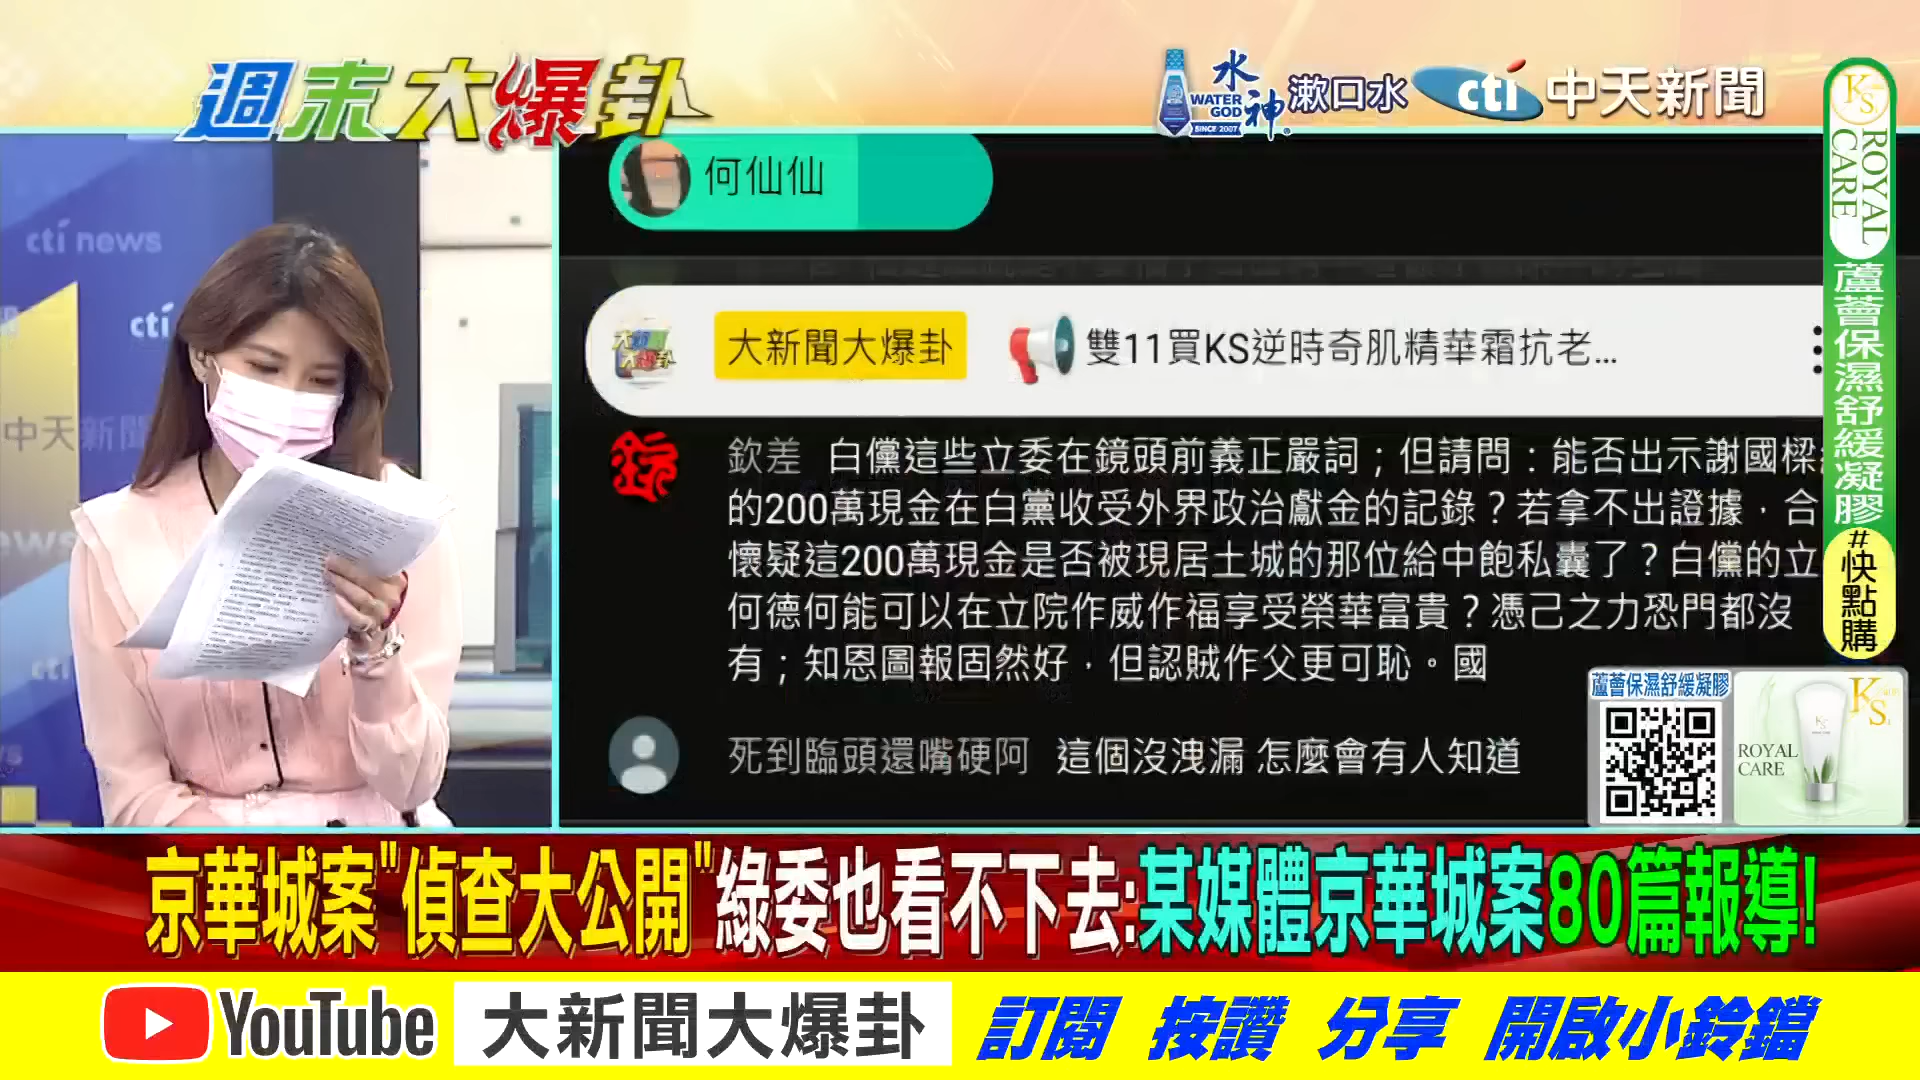 週末大爆卦
水神
WATER GOD
SINCE 2007
漱口水
cti 中天新聞
KS
ROYAL CARE
蘆薈保濕舒緩凝膠
#快點購
cti news
cti
中天新聞
何仙仙
大新聞大爆卦 雙11買KS逆時奇肌精華霜抗老...
欽差 白儻這些立委在鏡頭前義正嚴詞；但請問：能否出示謝國樑
的200萬現金在白黨收受外界政治獻金的記錄？若拿不出證據，合
懷疑這200萬現金是否被現居土城的那位給中飽私囊了？白儻的立
何德何能可以在立院作威作福享受榮華富貴？憑己之力恐門都沒
有；知恩圖報固然好，但認賊作父更可恥。國
死到臨頭還嘴硬阿 這個沒洩漏 怎麼會有人知道
蘆薈保濕舒緩凝膠
KS
ROYAL CARE
京華城案"偵查大公開"綠委也看不下去:某媒體京華城案80篇報導!
YouTube 大新聞大爆卦 訂閱 按讚 分享 開啟小鈴鐺